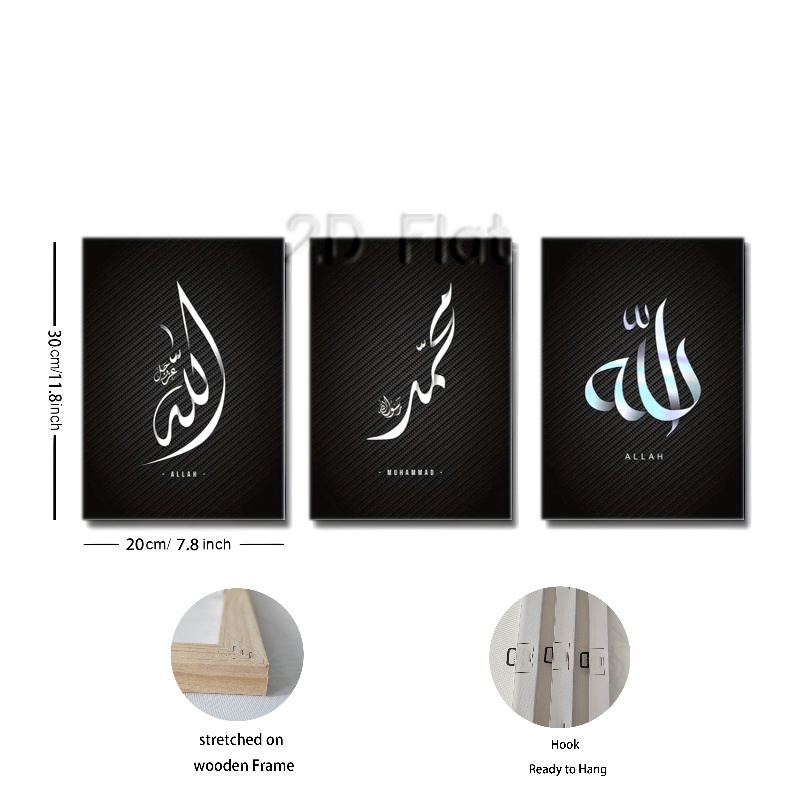 2D Flat
الله
عز وجل
- ALLAH -
محمد
رسول الله
- MUHAMMAD -
الله
ALLAH
30cm/11.8inch
20cm/ 7.8 inch
stretched on
wooden Frame
Hook
Ready to Hang